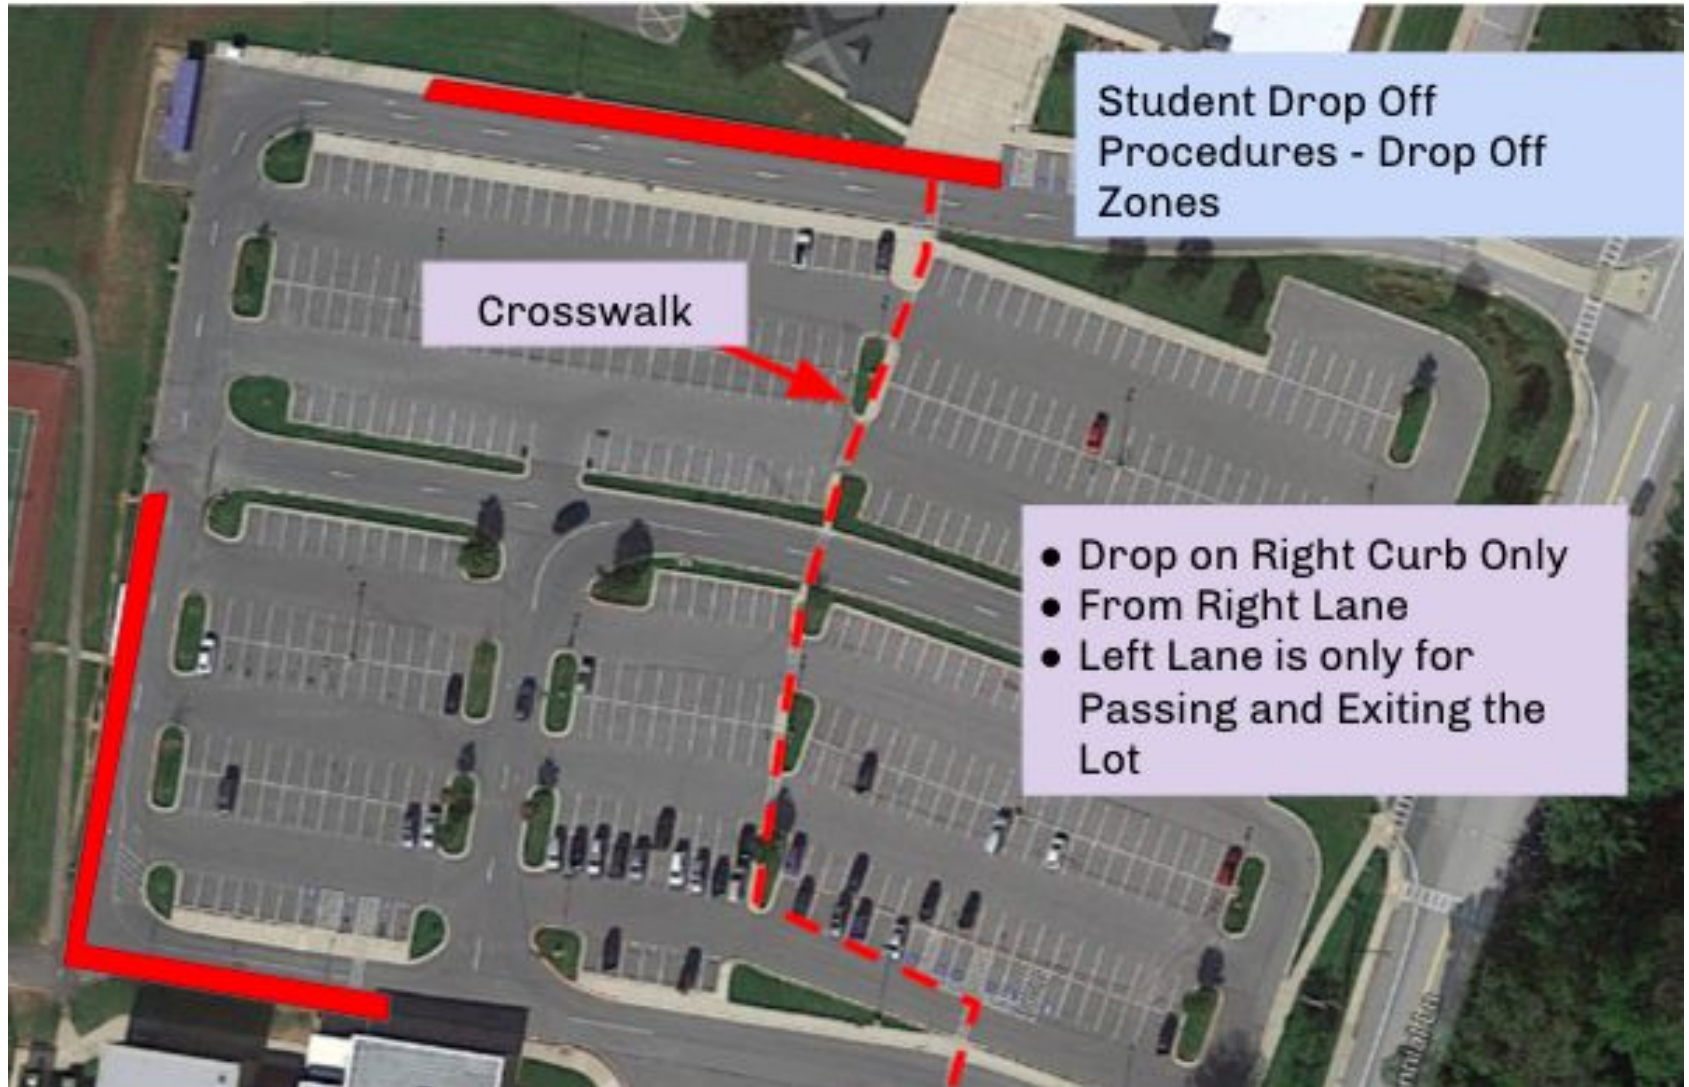 Student Drop Off
Procedures - Drop Off
Zones
Crosswalk
● Drop on Right Curb Only
● From Right Lane
● Left Lane is only for
Passing and Exiting the
Lot